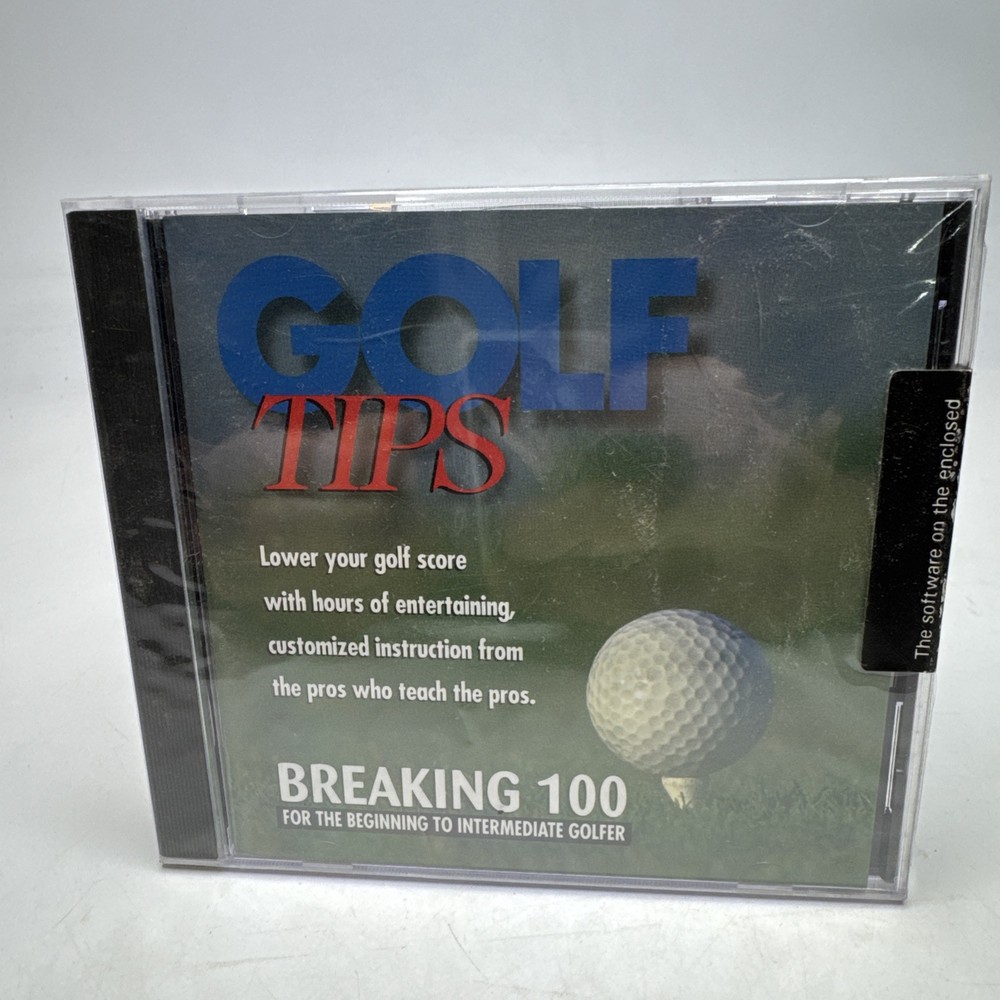 GOLF
TIPS
Lower your golf score
with hours of entertaining,
customized instruction from
the pros who teach the pros.
BREAKING 100
FOR THE BEGINNING TO INTERMEDIATE GOLFER
The software on the enclosed